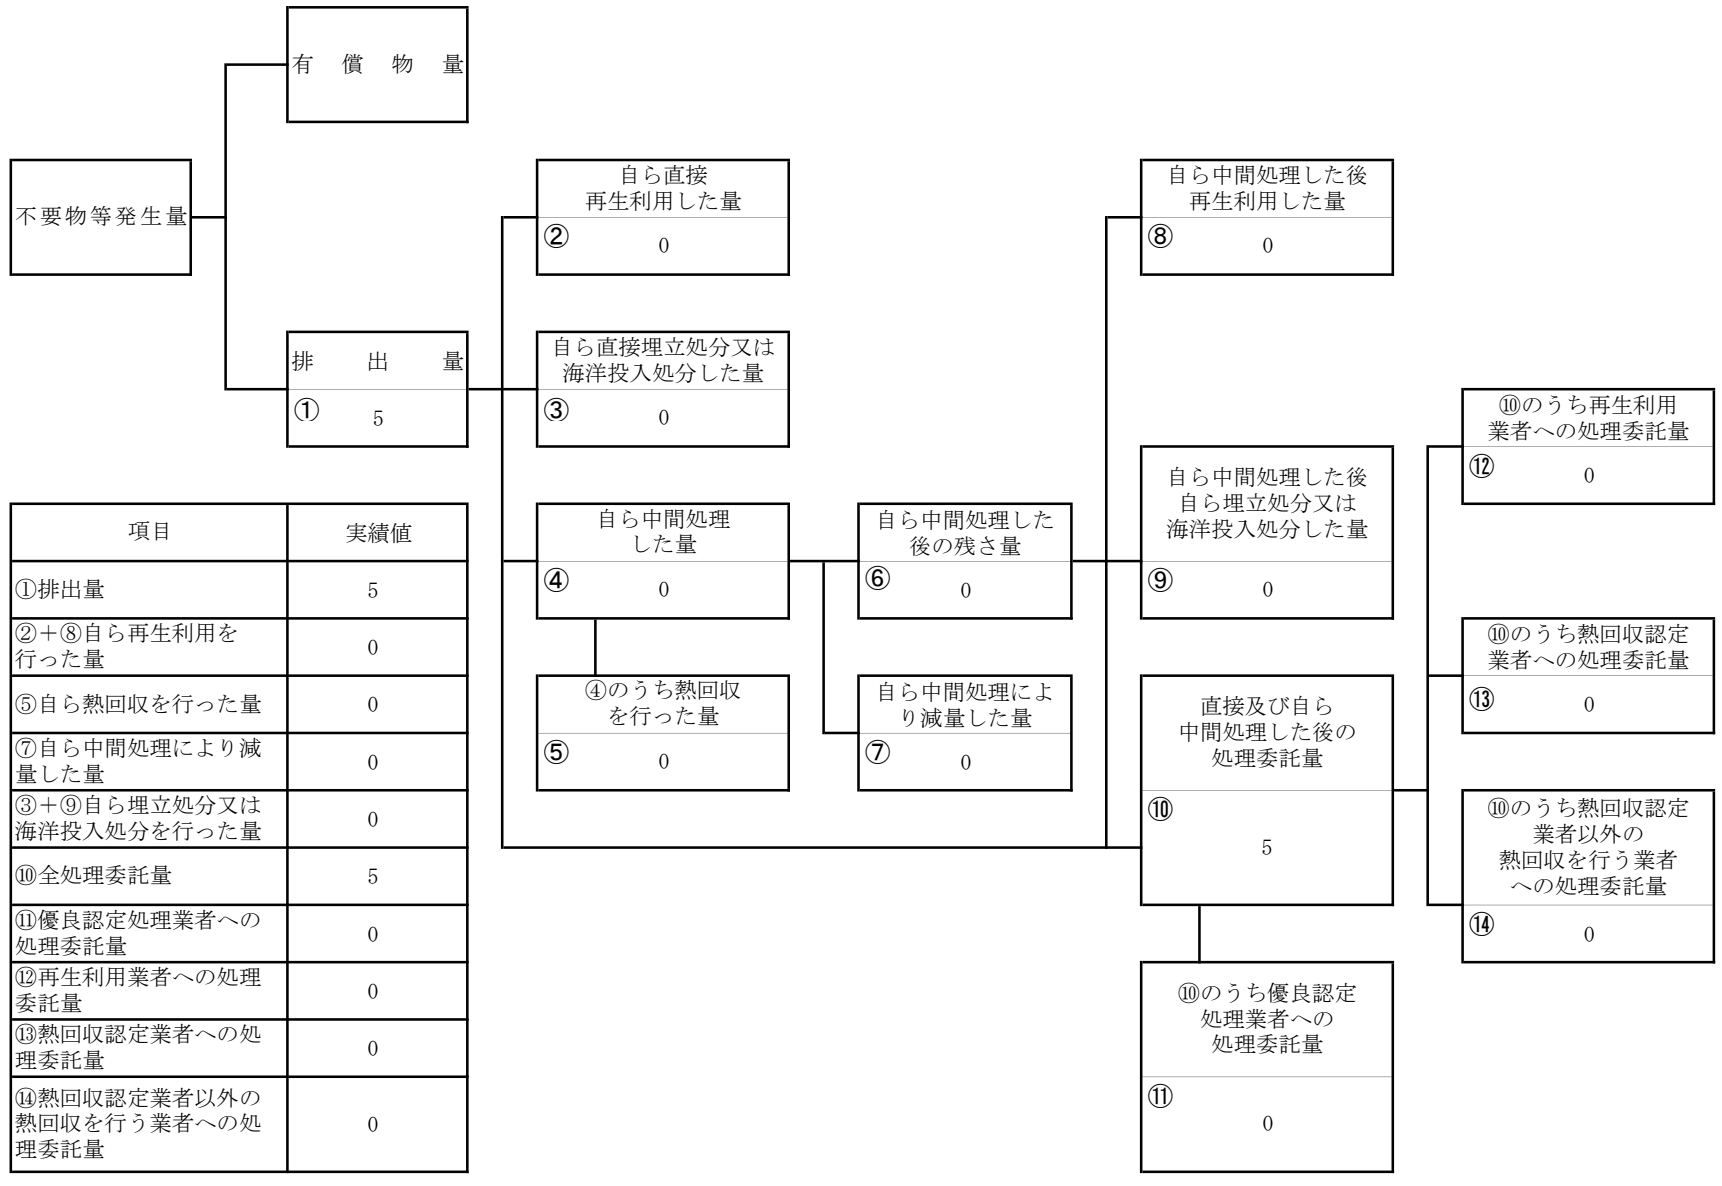 有償物量
不要物等発生量
排出量
① 5
自ら直接
再生利用した量
② 0
自ら直接埋立処分又は
海洋投入処分した量
③ 0
自ら中間処理
した量
④ 0
④のうち熱回収
を行った量
⑤ 0
自ら中間処理した
後の残さ量
⑥ 0
自ら中間処理によ
り減量した量
⑦ 0
自ら中間処理した後
再生利用した量
⑧ 0
自ら中間処理した後
自ら埋立処分又は
海洋投入処分した量
⑨ 0
直接及び自ら
中間処理した後の
処理委託量
⑩
5
⑩のうち優良認定
処理業者への
処理委託量
⑪
0
⑩のうち再生利用
業者への処理委託量
⑫ 0
⑩のうち熱回収認定
業者への処理委託量
⑬ 0
⑩のうち熱回収認定
業者以外の
熱回収を行う業者
への処理委託量
⑭ 0
項目 実績値
①排出量 5
②＋⑧自ら再生利用を
行った量 0
⑤自ら熱回収を行った量 0
⑦自ら中間処理により減
量した量 0
③＋⑨自ら埋立処分又は
海洋投入処分を行った量 0
⑩全処理委託量 5
⑪優良認定処理業者への
処理委託量 0
⑫再生利用業者への処理
委託量 0
⑬熱回収認定業者への処
理委託量 0
⑭熱回収認定業者以外の
熱回収を行う業者への処 0
理委託量